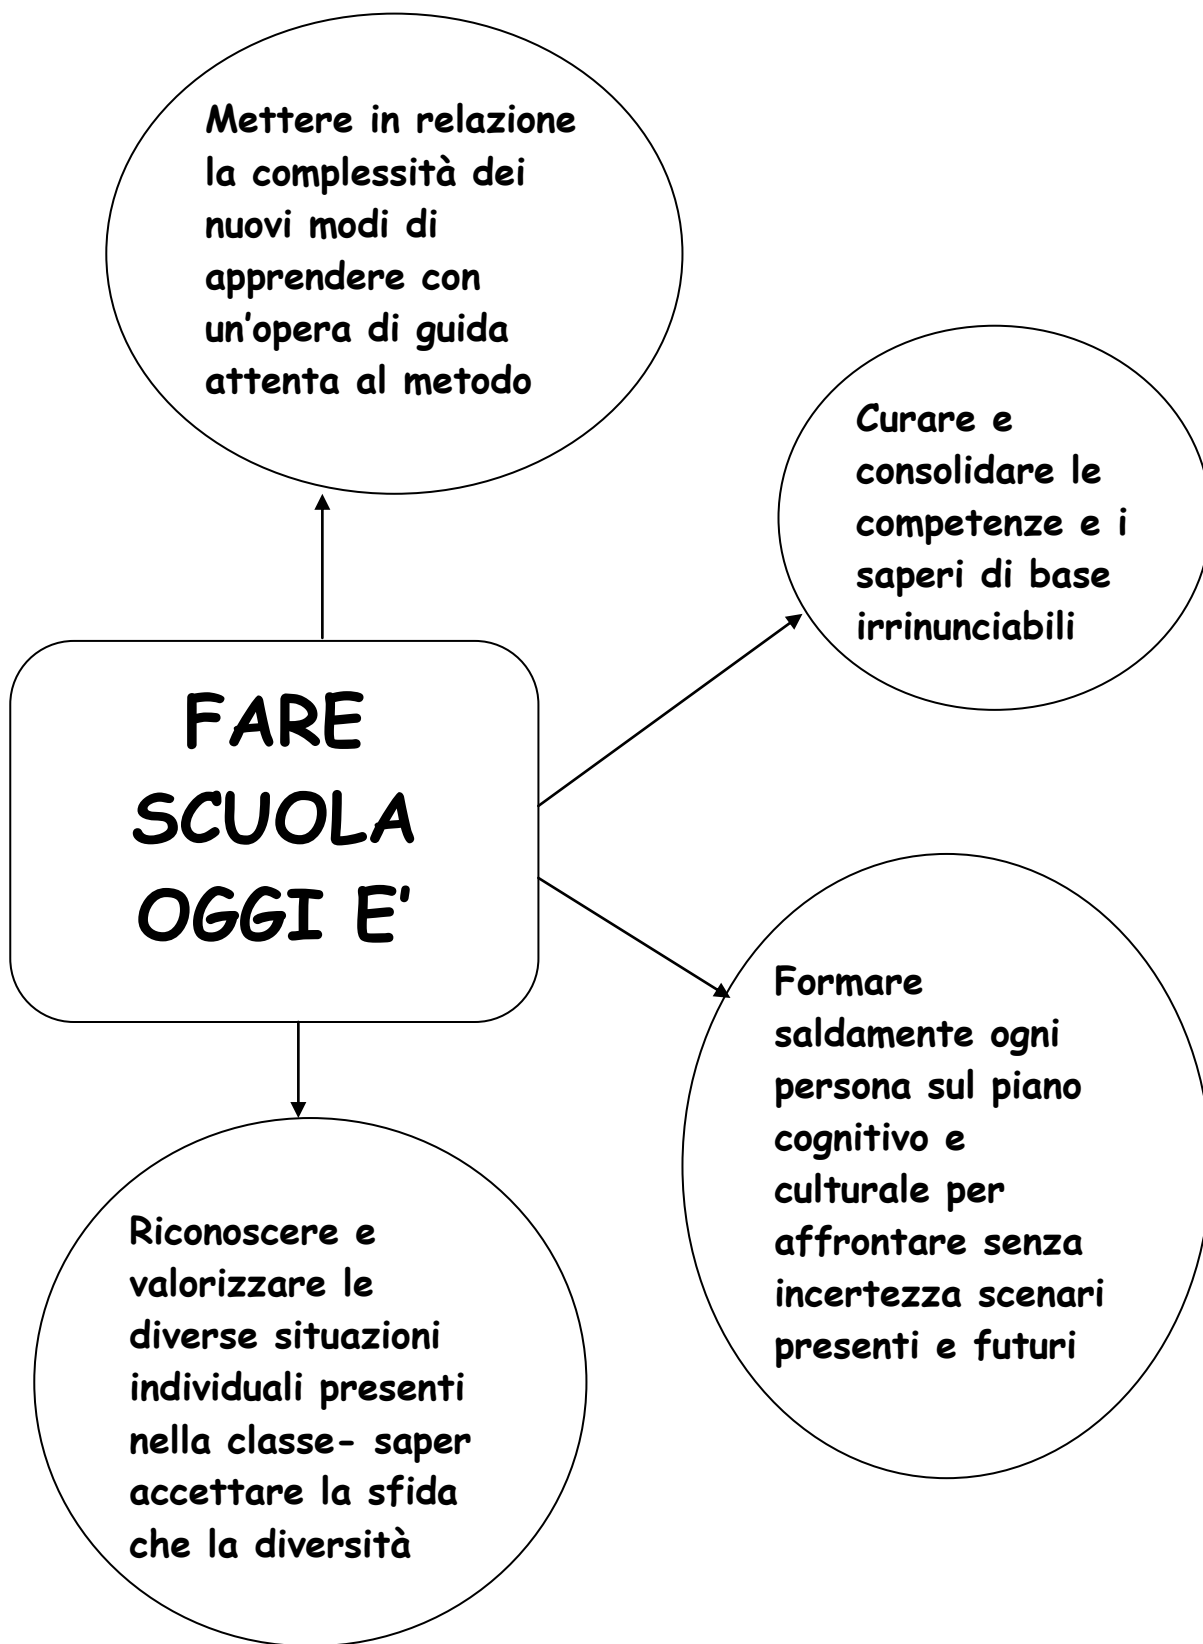 Mettere in relazione
la complessità dei
nuovi modi di
apprendere con
un'opera di guida
attenta al metodo
Curare e
consolidare le
competenze e i
saperi di base
irrinunciabili
FARE
SCUOLA
OGGI E'
Formare
saldamente ogni
persona sul piano
cognitivo e
culturale per
affrontare senza
incertezza scenari
presenti e futuri
Riconoscere e
valorizzare le
diverse situazioni
individuali presenti
nella classe- saper
accettare la sfida
che la diversità